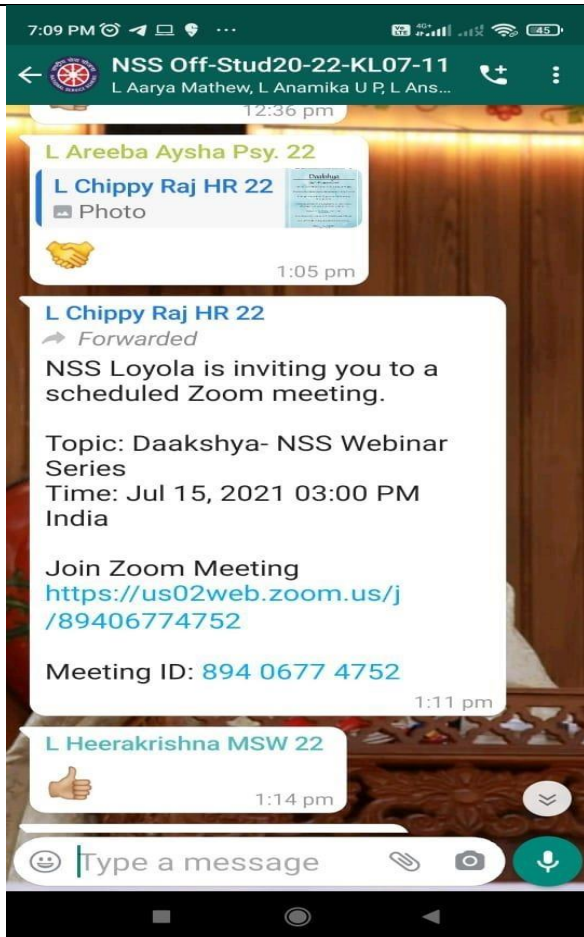 7:09 PM
45
NSS Off-Stud20-22-KL07-11
L Aarya Mathew, L Anamika U P, L Ans...
12:36 pm
L Areeba Aysha Psy. 22
L Chippy Raj HR 22
Photo
Daakshya
1:05 pm
L Chippy Raj HR 22
Forwarded
NSS Loyola is inviting you to a
scheduled Zoom meeting.
Topic: Daakshya- NSS Webinar
Series
Time: Jul 15, 2021 03:00 PM
India
Join Zoom Meeting
https://us02web.zoom.us/j
/89406774752
Meeting ID: 894 0677 4752
1:11 pm
L Heerakrishna MSW 22
1:14 pm
Type a message